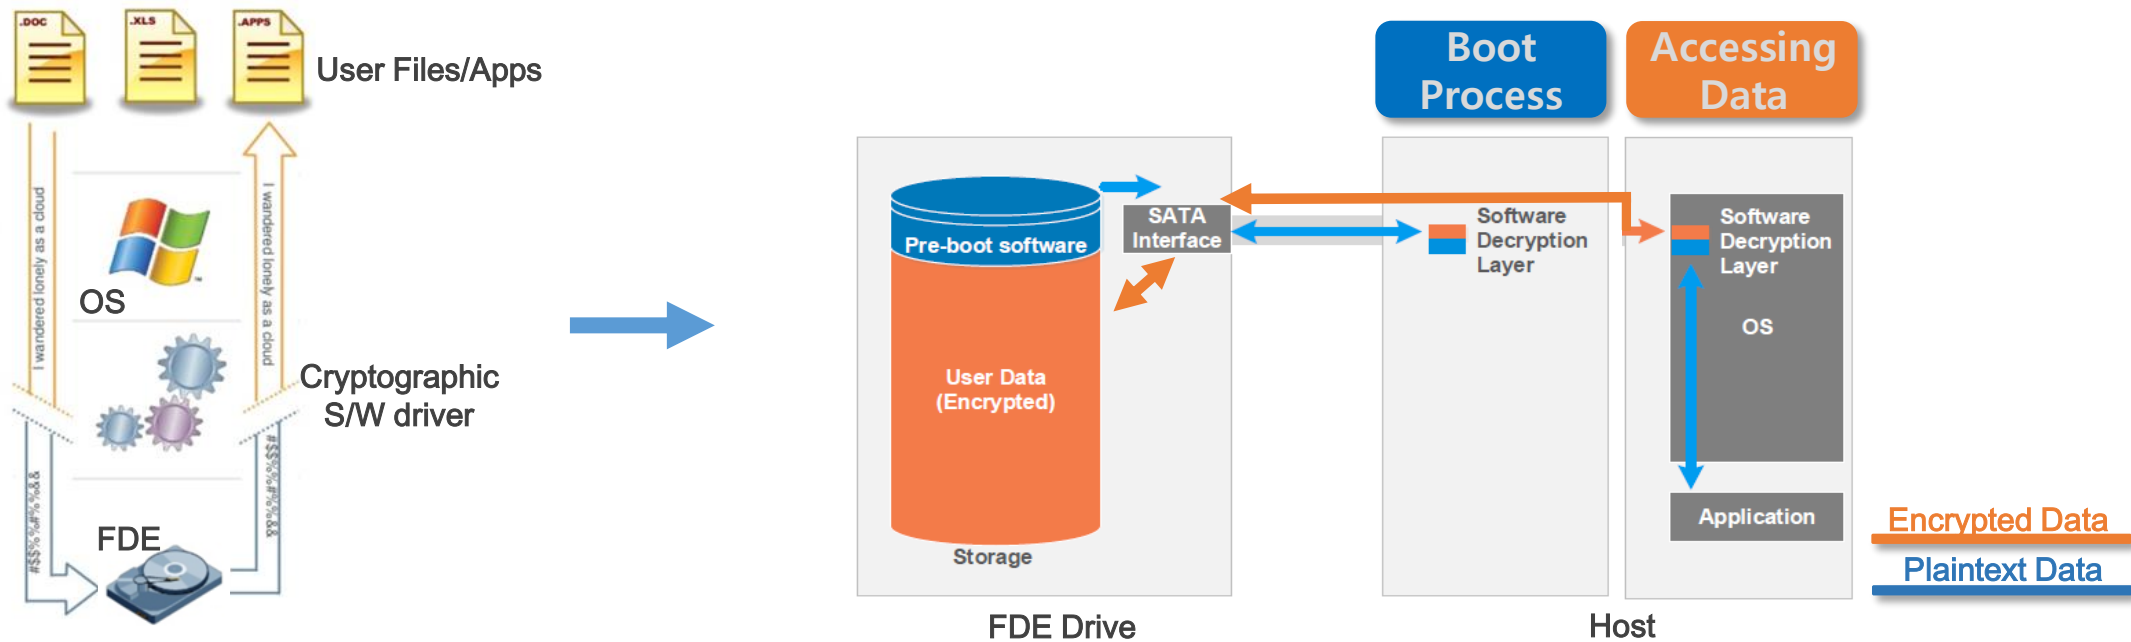 .DOC
.XLS
.APPS
User Files/Apps
I wandered lonely as a cloud
I wandered lonely as a cloud
OS
Cryptographic
S/W driver
#$$%%#%%&&
#$$%%#%%&&
FDE
Boot
Process
Accessing
Data
Pre-boot software
SATA
Interface
User Data
(Encrypted)
Storage
FDE Drive
Software
Decryption
Layer
Software
Decryption
Layer
OS
Application
Host
Encrypted Data
Plaintext Data